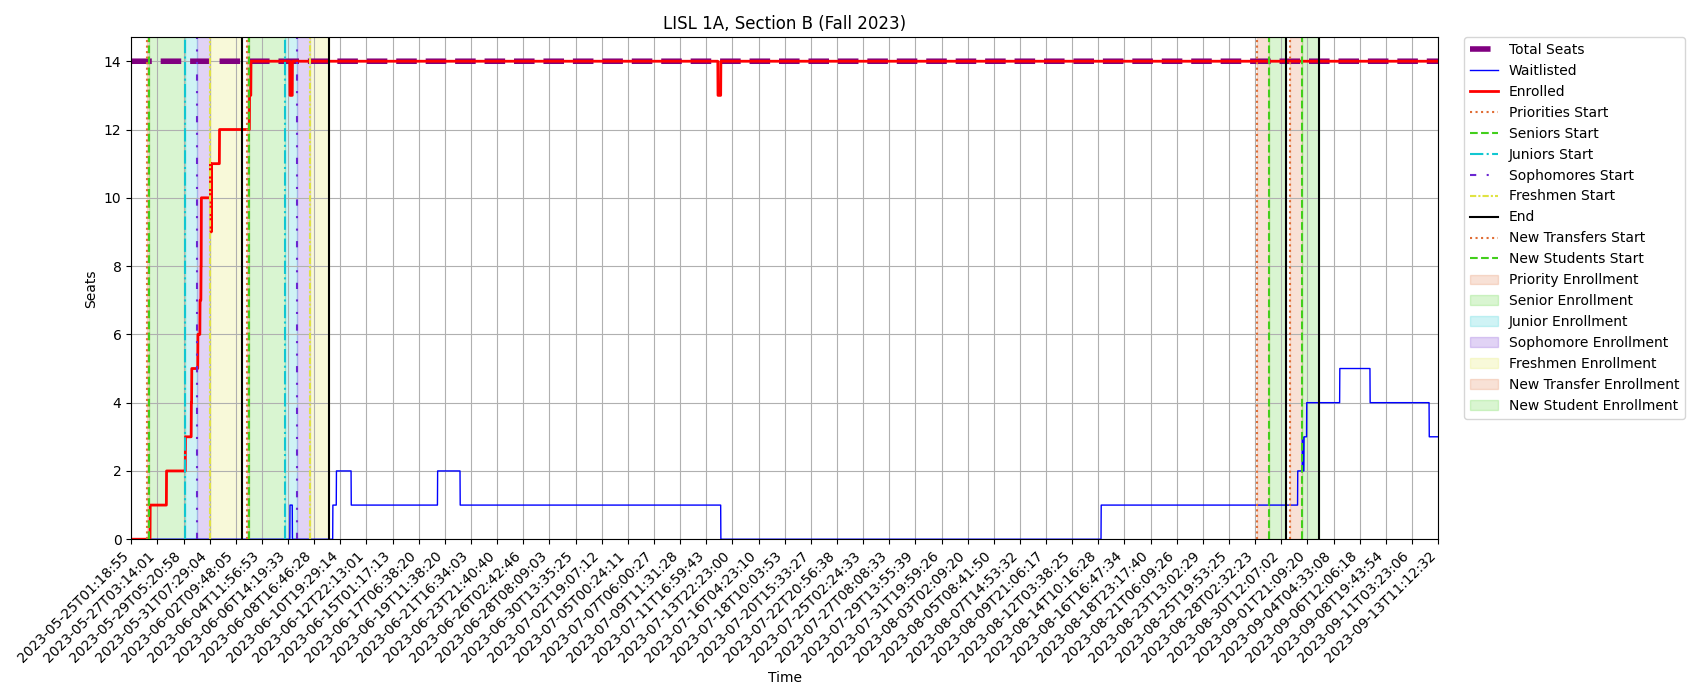 LISL 1A, Section B (Fall 2023)
Seats
14
12
10
8
6
4
2
0
2023-05-25T01:18:55
2023-05-27T03:14:01
2023-05-29T05:20:58
2023-05-31T07:29:04
2023-06-02T09:48:05
2023-06-04T11:56:53
2023-06-06T14:19:33
2023-06-08T16:46:28
2023-06-10T19:29:14
2023-06-12T22:13:01
2023-06-15T01:17:13
2023-06-17T06:38:20
2023-06-19T11:38:20
2023-06-21T16:34:03
2023-06-23T21:40:40
2023-06-26T02:42:46
2023-06-28T08:09:03
2023-06-30T13:35:25
2023-07-02T19:07:12
2023-07-05T00:24:11
2023-07-07T06:00:27
2023-07-09T11:31:28
2023-07-11T16:59:43
2023-07-13T22:23:00
2023-07-16T04:23:10
2023-07-18T10:03:53
2023-07-20T15:33:27
2023-07-22T20:56:38
2023-07-25T02:24:33
2023-07-27T08:08:33
2023-07-29T13:55:39
2023-07-31T19:59:26
2023-08-03T02:09:20
2023-08-05T08:41:50
2023-08-07T14:53:32
2023-08-09T21:06:17
2023-08-12T03:38:25
2023-08-14T10:16:28
2023-08-16T16:47:34
2023-08-18T23:17:40
2023-08-21T06:09:26
2023-08-23T13:02:29
2023-08-25T19:53:25
2023-08-28T02:32:23
2023-08-30T12:07:02
2023-09-01T21:09:20
2023-09-04T04:33:08
2023-09-06T12:06:18
2023-09-08T19:43:54
2023-09-11T03:23:06
2023-09-13T11:12:32
Time
Total Seats
Waitlisted
Enrolled
Priorities Start
Seniors Start
Juniors Start
Sophomores Start
Freshmen Start
End
New Transfers Start
New Students Start
Priority Enrollment
Senior Enrollment
Junior Enrollment
Sophomore Enrollment
Freshmen Enrollment
New Transfer Enrollment
New Student Enrollment